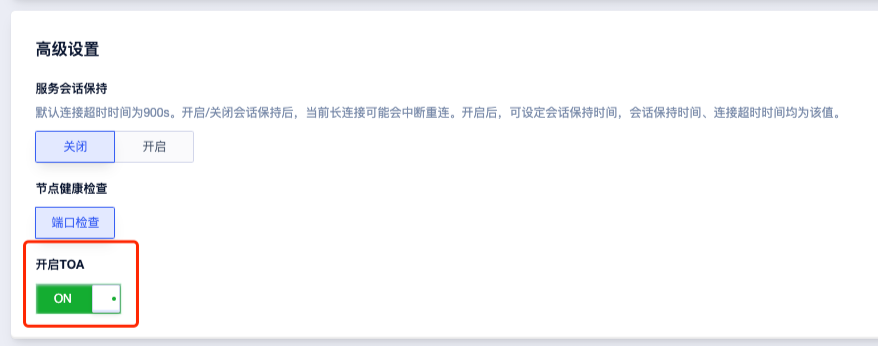 高级设置
服务会话保持
默认连接超时时间为900s。开启/关闭会话保持后，当前长连接可能会中断重连。开启后，可设定会话保持时间，会话保持时间、连接超时时间均为该值。
关闭 开启
节点健康检查
端口检查
开启TOA
ON